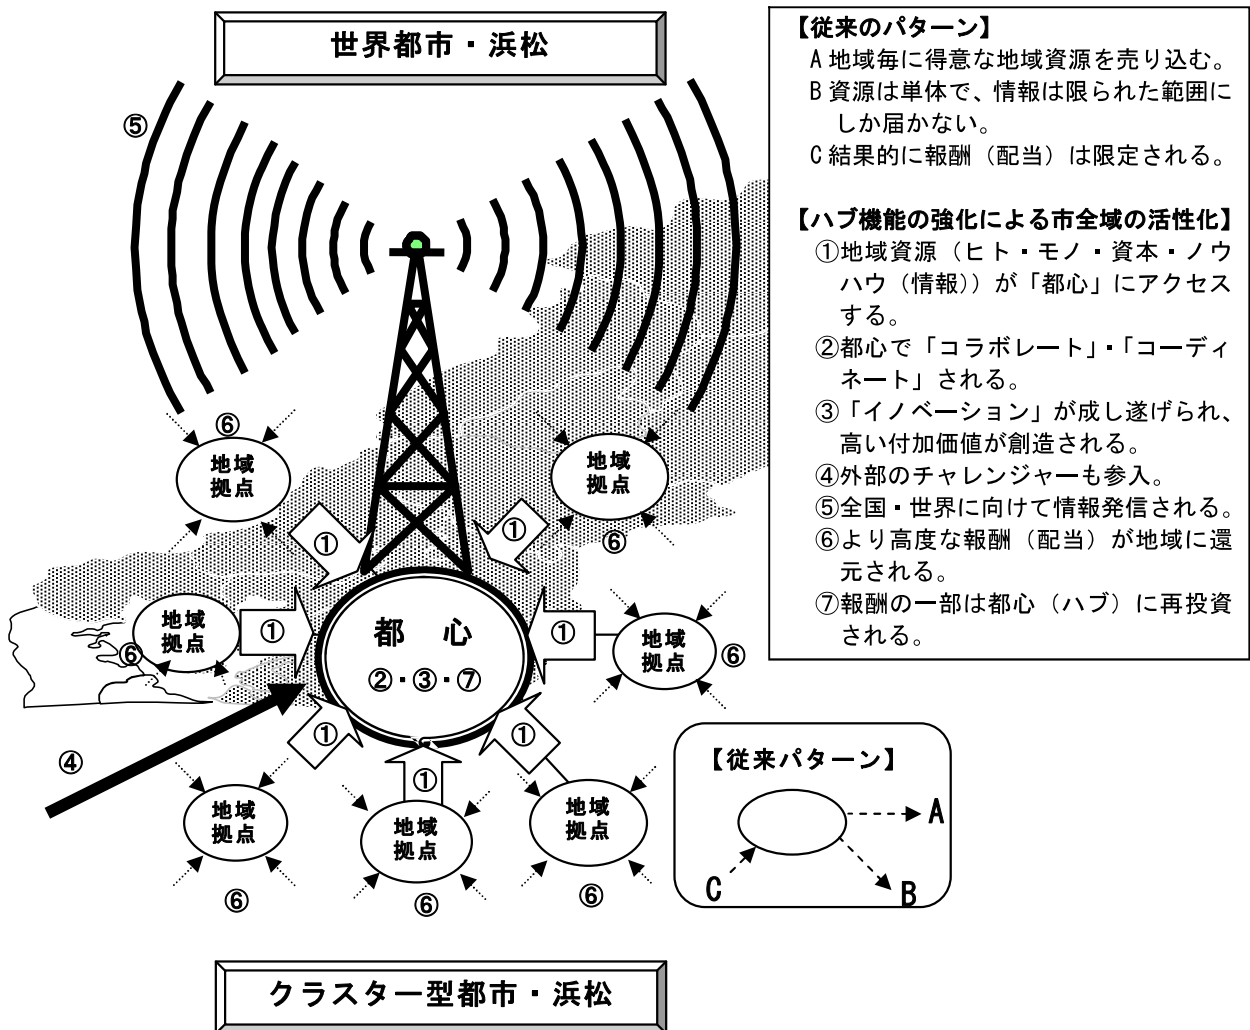 世界都市・浜松
⑤
【従来のパターン】
A 地域毎に得意な地域資源を売り込む。
B 資源は単体で、情報は限られた範囲に
しか届かない。
C 結果的に報酬（配当）は限定される。
【ハブ機能の強化による市全域の活性化】
①地域資源（ヒト・モノ・資本・ノウ
ハウ（情報））が「都心」にアクセス
する。
②都心で「コラボレート」・「コーディ
ネート」される。
③「イノベーション」が成し遂げられ、
高い付加価値が創造される。
④外部のチャレンジャーも参入。
⑤全国・世界に向けて情報発信される。
⑥より高度な報酬（配当）が地域に還
元される。
⑦報酬の一部は都心（ハブ）に再投資
される。
⑥
地域
拠点
地域
拠点
⑥
①
①
地域
拠点
⑥
①
都 心
②・③・⑦
①
地域
拠点
⑥
④
①
①
①
地域
拠点
⑥
地域
拠点
⑥
地域
拠点
⑥
【従来パターン】
A
B
C
クラスター型都市・浜松